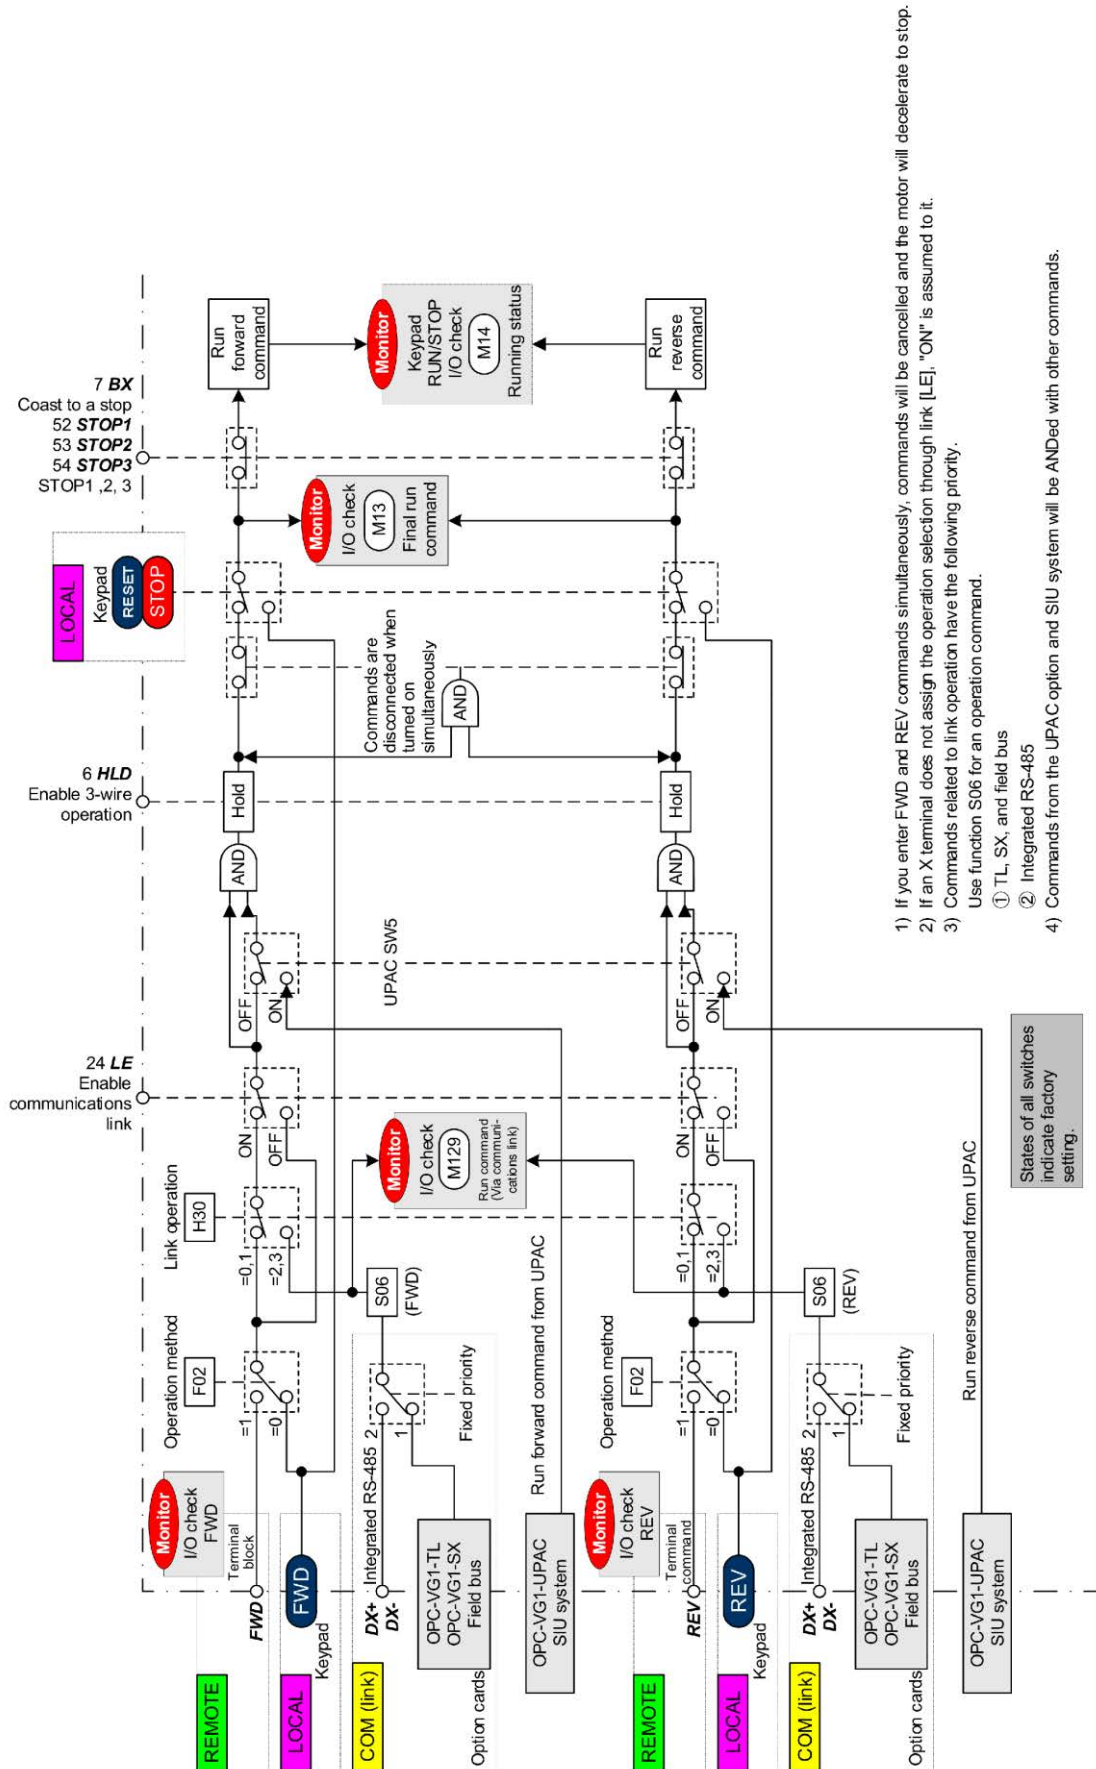 7 BX
Coast to a stop
52 STOP1
53 STOP2
54 STOP3
STOP1 ,2, 3
LOCAL
Keypad
RESET
STOP
6 HLD
Enable 3-wire
operation
24 LE
Enable
communications
link
Link operation
H30
Operation method
F02
Monitor
I/O check
FWD
REMOTE
Terminal
block
FWD
=1
=0
=0,1
=2,3
ON
OFF
OFF
ON
AND
Hold
Run
forward
command
LOCAL
FWD
Keypad
COM (link)
DX+
DX-
Integrated RS-485
2
1
Fixed priority
S06
(FWD)
OPC-VG1-TL
OPC-VG1-SX
Field bus
Option cards
OPC-VG1-UPAC
SIU system
Run forward command from UPAC
Monitor
I/O check
M129
Run command
(Via communi-
cations link)
UPAC SW5
Commands are
disconnected when
turned on
simultaneously
AND
Monitor
I/O check
M13
Final run
command
Monitor
Keypad
RUN/STOP
I/O check
M14
Running status
Monitor
I/O check
REV
Operation method
F02
REMOTE
Terminal
command
REV
=1
=0
=0,1
=2,3
ON
OFF
OFF
ON
AND
Hold
Run
reverse
command
LOCAL
REV
Keypad
COM (link)
DX+
DX-
Integrated RS-485
2
1
Fixed priority
S06
(REV)
OPC-VG1-TL
OPC-VG1-SX
Field bus
Option cards
OPC-VG1-UPAC
SIU system
Run reverse command from UPAC
States of all switches
indicate factory
setting.
1) If you enter FWD and REV commands simultaneously, commands will be cancelled and the motor will decelerate to stop.
2) If an X terminal does not assign the operation selection through link [LE], "ON" is assumed to it.
3) Commands related to link operation have the following priority.
Use function S06 for an operation command.
① TL, SX, and field bus
② Integrated RS-485
4) Commands from the UPAC option and SIU system will be ANDed with other commands.